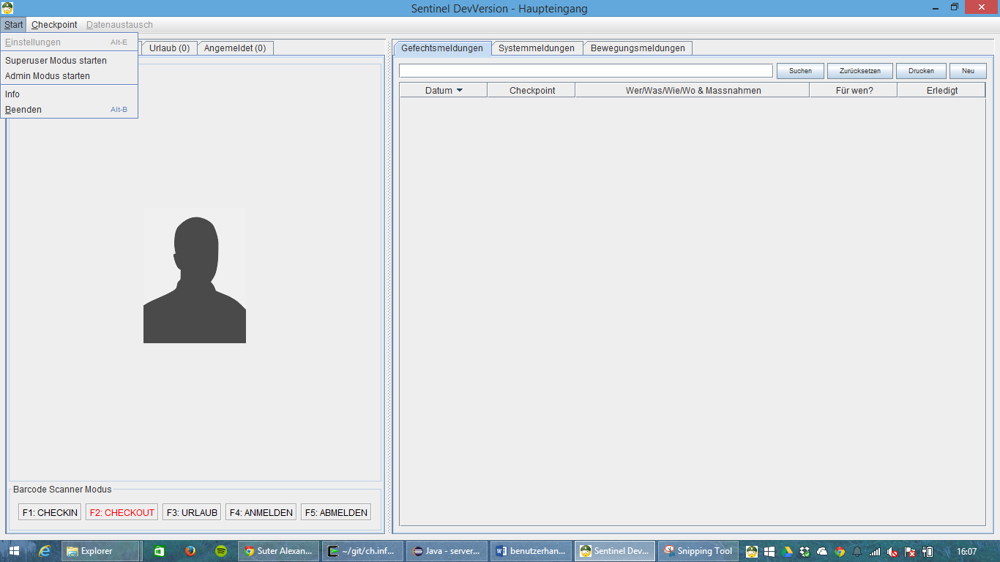 Sentinel DevVersion - Haupteingang
Start Checkpoint Datenaustausch
Einstellungen Alt-E
Superuser Modus starten
Admin Modus starten
Info
Beenden Alt-B
Urlaub (0) Angemeldet (0)
Gefechtsmeldungen Systemmeldungen Bewegungsmeldungen
Suchen Zurücksetzen Drucken Neu
Datum Checkpoint Wer/Was/Wie/Wo & Massnahmen Für wen? Erledigt
Barcode Scanner Modus
F1: CHECKIN F2: CHECKOUT F3: URLAUB F4: ANMELDEN F5: ABMELDEN
Explorer Suter Alexan... ~/git/ch.inf... Java - server... benutzerhan... Sentinel Dev... Snipping Tool 16:07